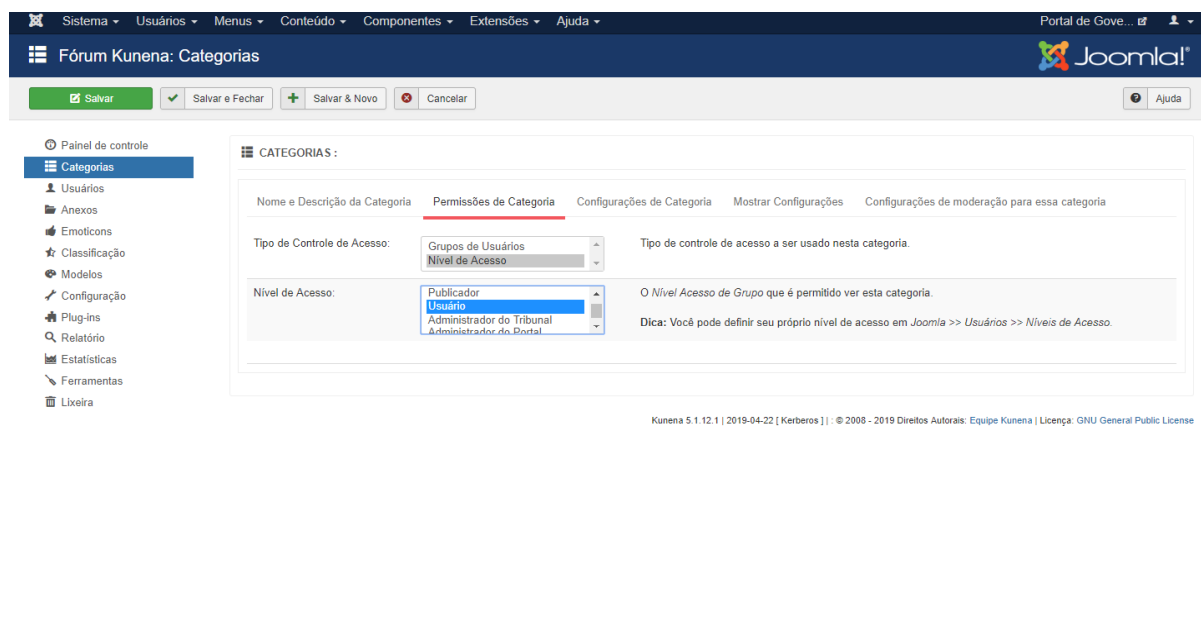 Sistema Usuários Menus Conteúdo Componentes Extensões Ajuda Portal de Gove...
Fórum Kunena: Categorias Joomla!®
Salvar Salvar e Fechar Salvar & Novo Cancelar Ajuda
Painel de controle
Categorias
Usuários
Anexos
Emoticons
Classificação
Modelos
Configuração
Plug-ins
Relatório
Estatísticas
Ferramentas
Lixeira
CATEGORIAS :
Nome e Descrição da Categoria Permissões de Categoria Configurações de Categoria Mostrar Configurações Configurações de moderação para essa categoria
Tipo de Controle de Acesso:
Grupos de Usuários
Nível de Acesso
Tipo de controle de acesso a ser usado nesta categoria.
Nível de Acesso:
Publicador
Usuário
Administrador do Tribunal
Administrador do Portal
O Nível Acesso de Grupo que é permitido ver esta categoria.
Dica: Você pode definir seu próprio nível de acesso em Joomla >> Usuários >> Níveis de Acesso.
Kunena 5.1.12.1 | 2019-04-22 [ Kerberos ] | : © 2008 - 2019 Direitos Autorais: Equipe Kunena | Licença: GNU General Public License